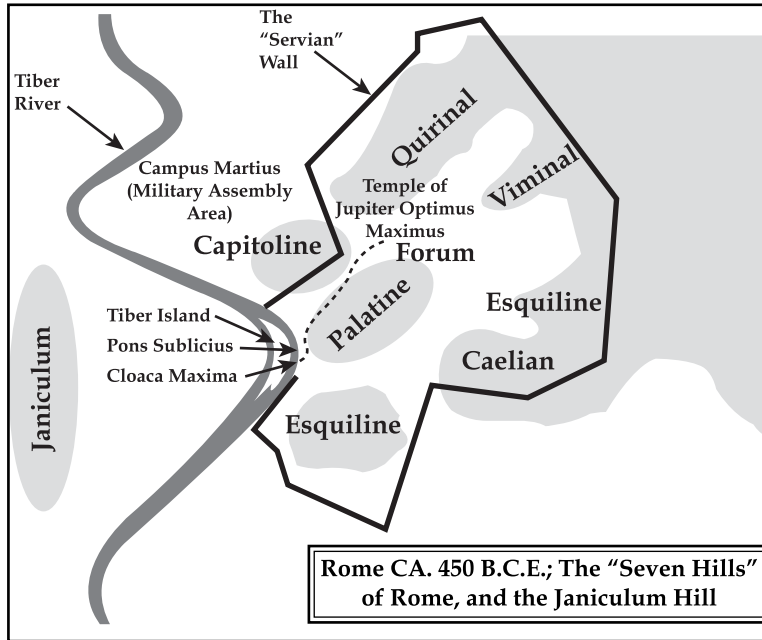 The
“Servian”
Wall
Tiber
River
Quirinal
Campus Martius
(Military Assembly
Area)
Viminal
Temple of
Jupiter Optimus
Maximus
Capitoline
Forum
Palatine
Esquiline
Tiber Island
Pons Sublicius
Cloaca Maxima
Caelian
Janiculum
Esquiline
Rome CA. 450 B.C.E.; The “Seven Hills”
of Rome, and the Janiculum Hill